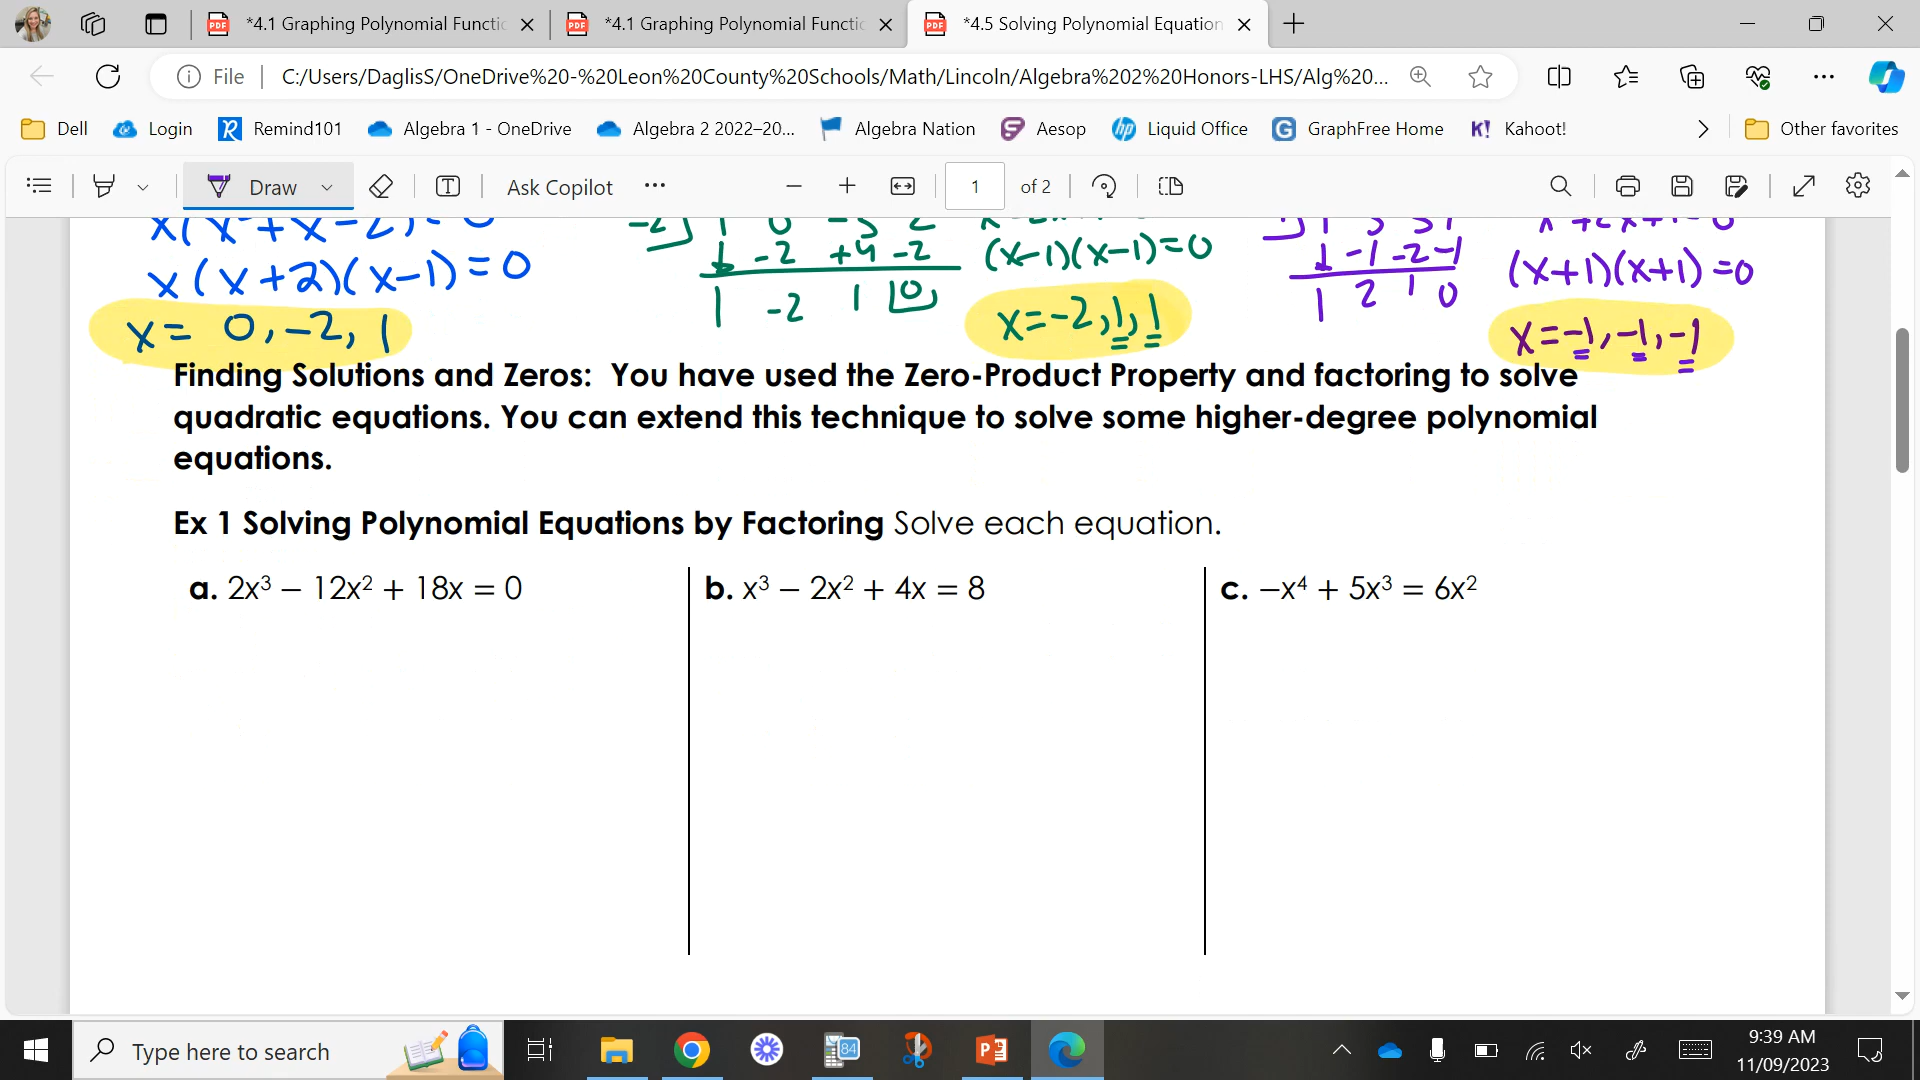 *4.1 Graphing Polynomial Functic
*4.1 Graphing Polynomial Functic
*4.5 Solving Polynomial Equation
File
C:/Users/DaglisS/OneDrive%20-%20Leon%20County%20Schools/Math/Lincoln/Algebra%202%20Honors-LHS/Alg%20...
Dell
Login
Remind101
Algebra 1 - OneDrive
Algebra 2 2022–20...
Algebra Nation
Aesop
Liquid Office
GraphFree Home
K! Kahoot!
Other favorites
Draw
Ask Copilot
1 of 2
x(x+2)(x-1)=0
x= 0,-2, 1
-2 +4 -2
1 -2 1 0
(x-1)(x-1)=0
x=-2,1,1
-1 -2 -1
1 2 1 0
(x+1)(x+1)=0
x=-1,-1,-1
Finding Solutions and Zeros: You have used the Zero-Product Property and factoring to solve
quadratic equations. You can extend this technique to solve some higher-degree polynomial
equations.
Ex 1 Solving Polynomial Equations by Factoring Solve each equation.
a. 2x³ – 12x² + 18x = 0
b. x³ – 2x² + 4x = 8
c. –x⁴ + 5x³ = 6x²
Type here to search
84
9:39 AM
11/09/2023